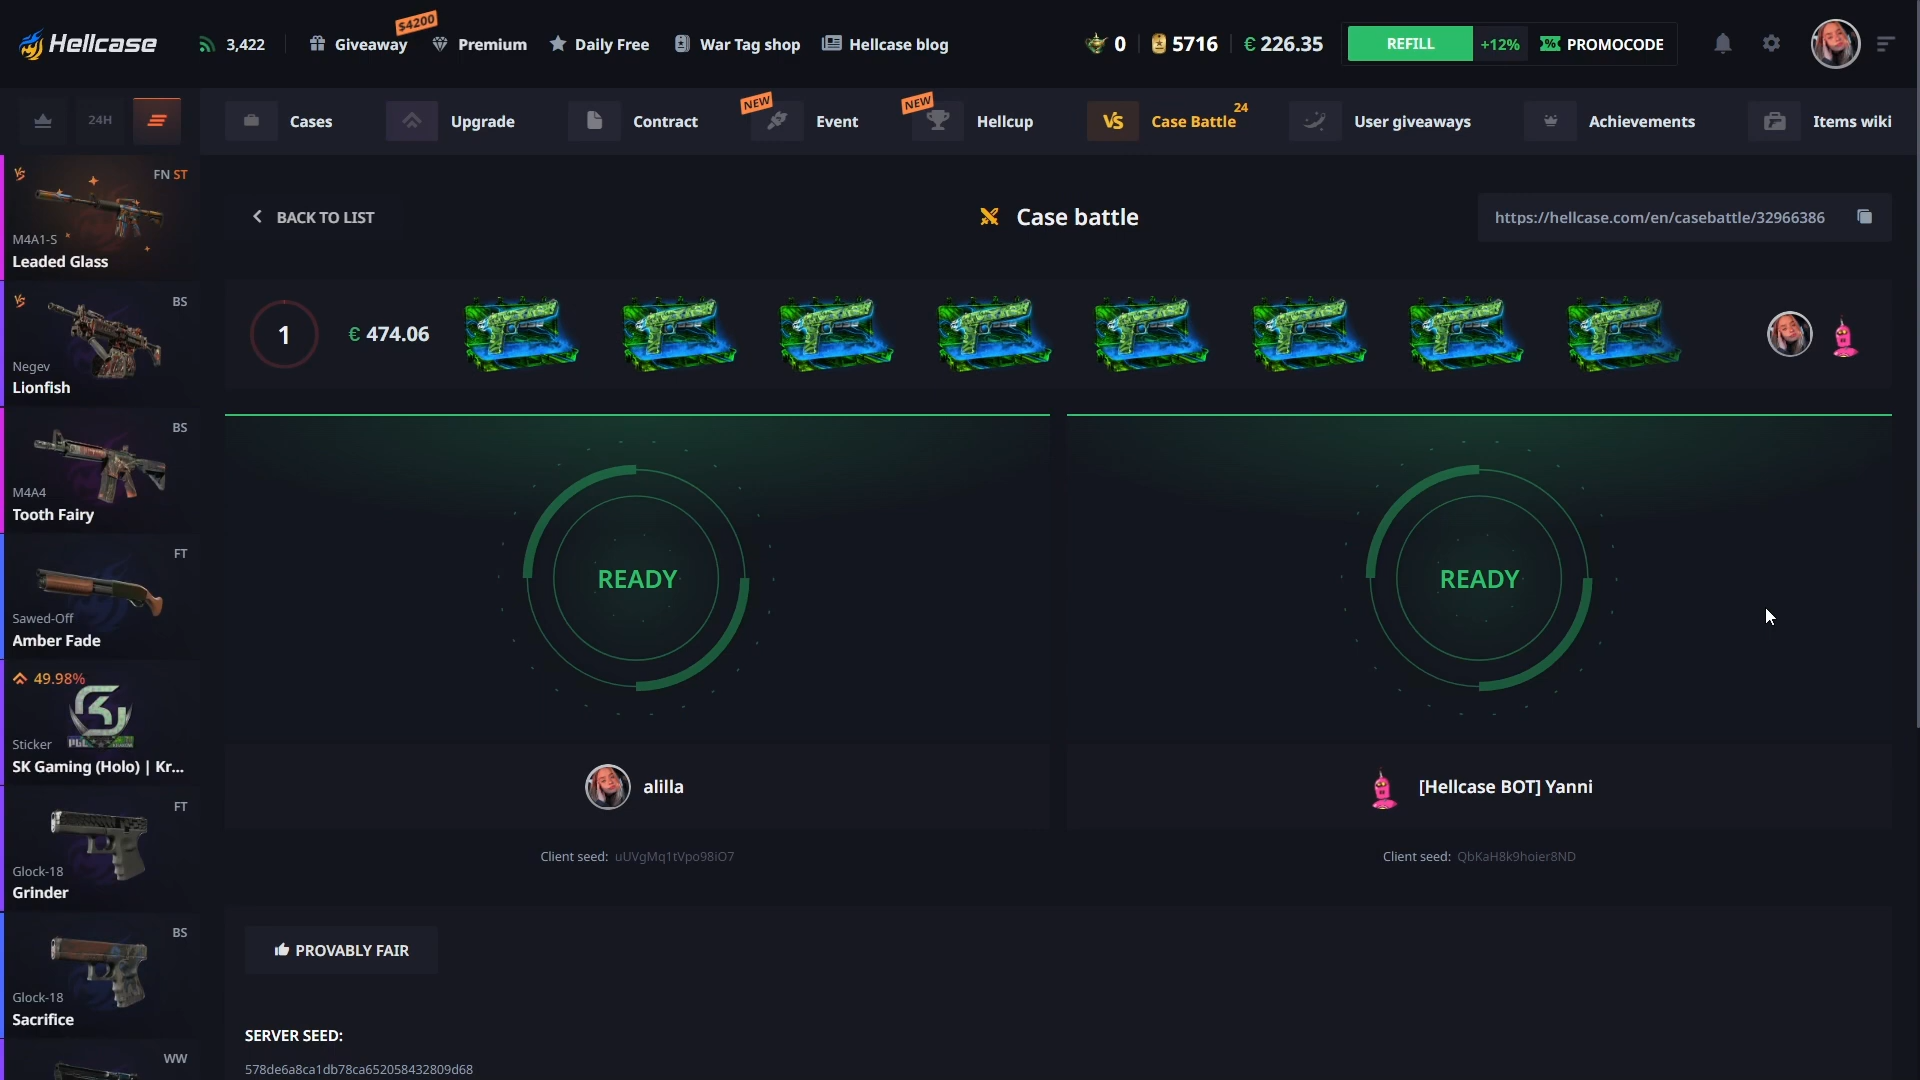 Hellcase
3,422
Giveaway
$4200
Premium
Daily Free
War Tag shop
Hellcase blog
0
5716
€ 226.35
REFILL
+12%
PROMOCODE
24H
Cases
Upgrade
Contract
NEW
Event
NEW
Hellcup
VS
Case Battle
24
User giveaways
Achievements
Items wiki
BACK TO LIST
Case battle
https://hellcase.com/en/casebattle/32966386
1
€ 474.06
READY
READY
alilla
[Hellcase BOT] Yanni
Client seed: uUVgMq1tVpo98iO7
Client seed: QbKaH8k9hoier8ND
PROVABLY FAIR
SERVER SEED:
578de6a8ca1db78ca652058432809d68
VS
FN ST
M4A1-S
Leaded Glass
VS
BS
Negev
Lionfish
BS
M4A4
Tooth Fairy
FT
Sawed-Off
Amber Fade
49.98%
Sticker
SK Gaming (Holo) | Kr...
FT
Glock-18
Grinder
BS
Glock-18
Sacrifice
WW